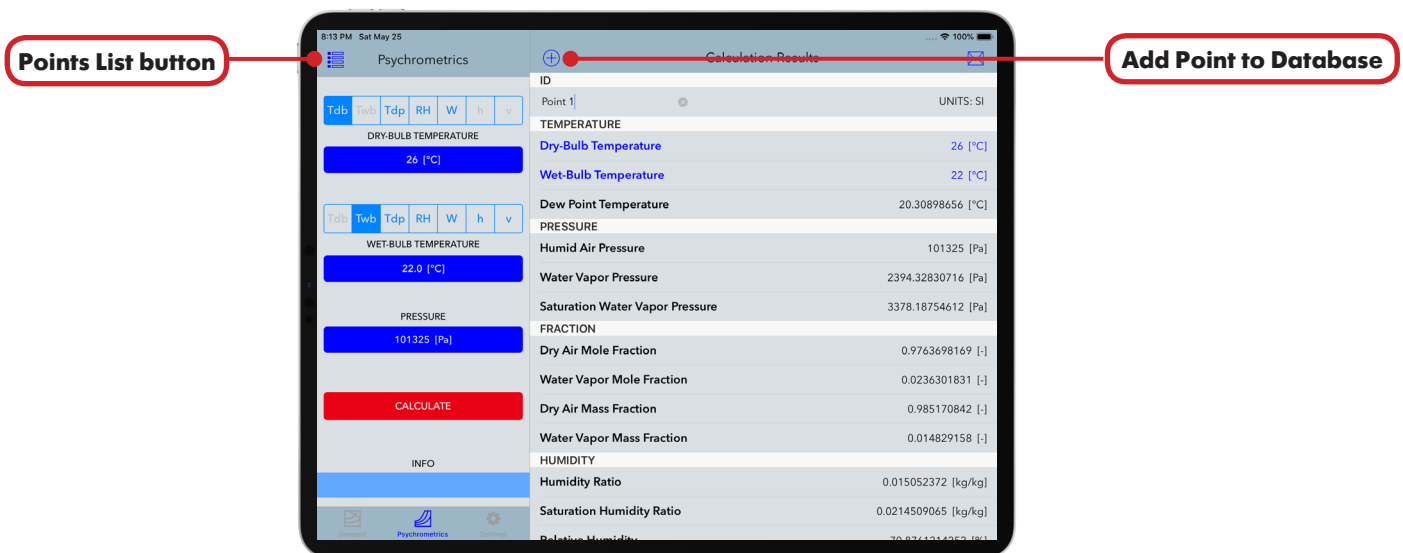 Points List button
Add Point to Database
8:13 PM Sat May 25
.... 100%
Psychrometrics
Calculation Results
Tdb Twb Tdp RH W h v
DRY-BULB TEMPERATURE
26 [°C]
Tdb Twb Tdp RH W h v
WET-BULB TEMPERATURE
22.0 [°C]
PRESSURE
101325 [Pa]
CALCULATE
INFO
Psychrometrics
Settings
ID
Point 1
UNITS: SI
TEMPERATURE
Dry-Bulb Temperature 26 [°C]
Wet-Bulb Temperature 22 [°C]
Dew Point Temperature 20.30898656 [°C]
PRESSURE
Humid Air Pressure 101325 [Pa]
Water Vapor Pressure 2394.32830716 [Pa]
Saturation Water Vapor Pressure 3378.18754612 [Pa]
FRACTION
Dry Air Mole Fraction 0.9763698169 [-]
Water Vapor Mole Fraction 0.0236301831 [-]
Dry Air Mass Fraction 0.985170842 [-]
Water Vapor Mass Fraction 0.014829158 [-]
HUMIDITY
Humidity Ratio 0.015052372 [kg/kg]
Saturation Humidity Ratio 0.0214509065 [kg/kg]
Relative Humidity 70.8761314253 [%]